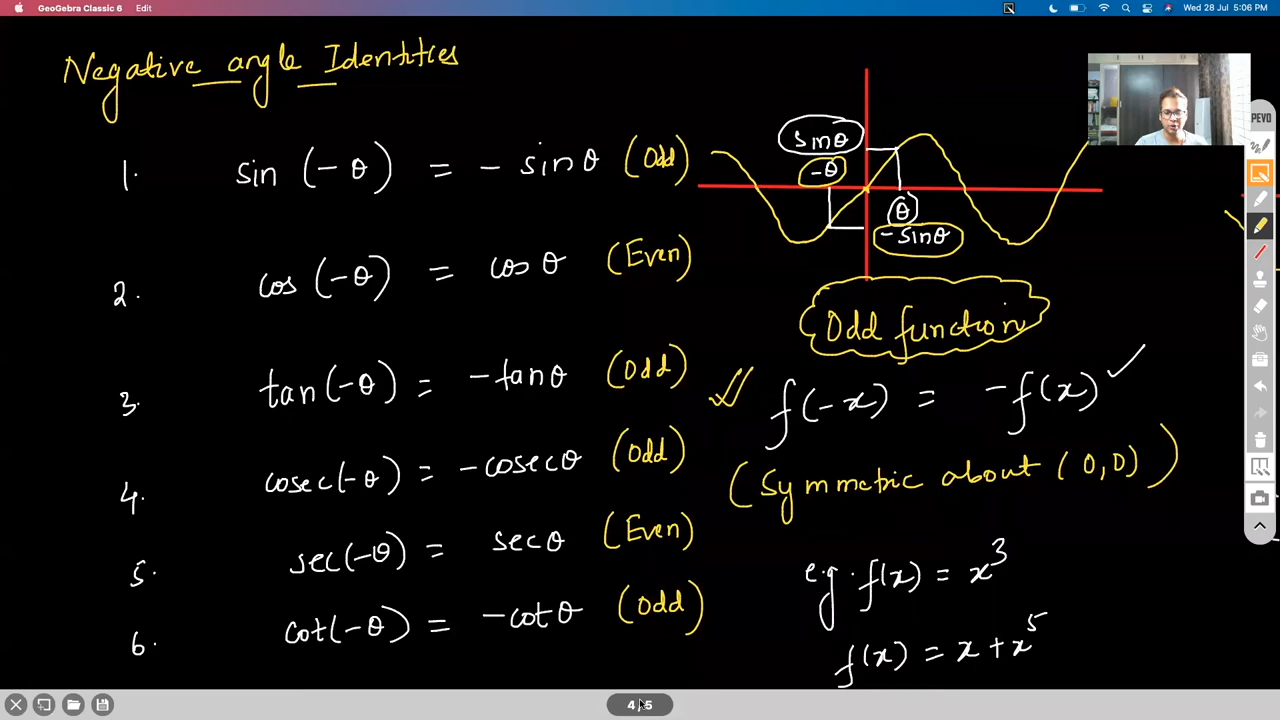 GeoGebra Classic 6 Edit Wed 28 Jul 5:06 PM
Negative angle Identities
1. sin (-θ) = - sinθ (Odd)
2. cos (-θ) = cos θ (Even)
3. tan(-θ) = -tanθ (Odd)
4. cosec(-θ) = -cosecθ (Odd)
5. sec(-θ) = secθ (Even)
6. cot(-θ) = -cotθ (Odd)
sinθ
-θ
θ
-sinθ
Odd function
f(-x) = -f(x)
(Symmetric about (0,0))
e.g. f(x) = x³
f(x) = x + x⁵
EPEVO
4/5